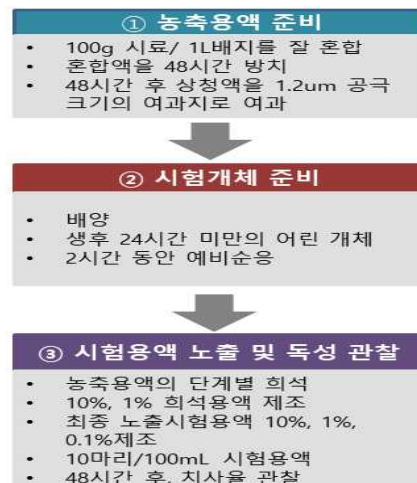 ① 농축용액 준비
• 100g 시료/ 1L배지를 잘 혼합
• 혼합액을 48시간 방치
• 48시간 후 상청액을 1.2um 공극
크기의 여과지로 여과
② 시험개체 준비
• 배양
• 생후 24시간 미만의 어린 개체
• 2시간 동안 예비순응
③ 시험용액 노출 및 독성 관찰
• 농축용액의 단계별 희석
• 10%, 1% 희석용액 제조
• 최종 노출시험용액 10%, 1%,
0.1%제조
• 10마리/100mL 시험용액
• 48시간 후, 치사율 관찰